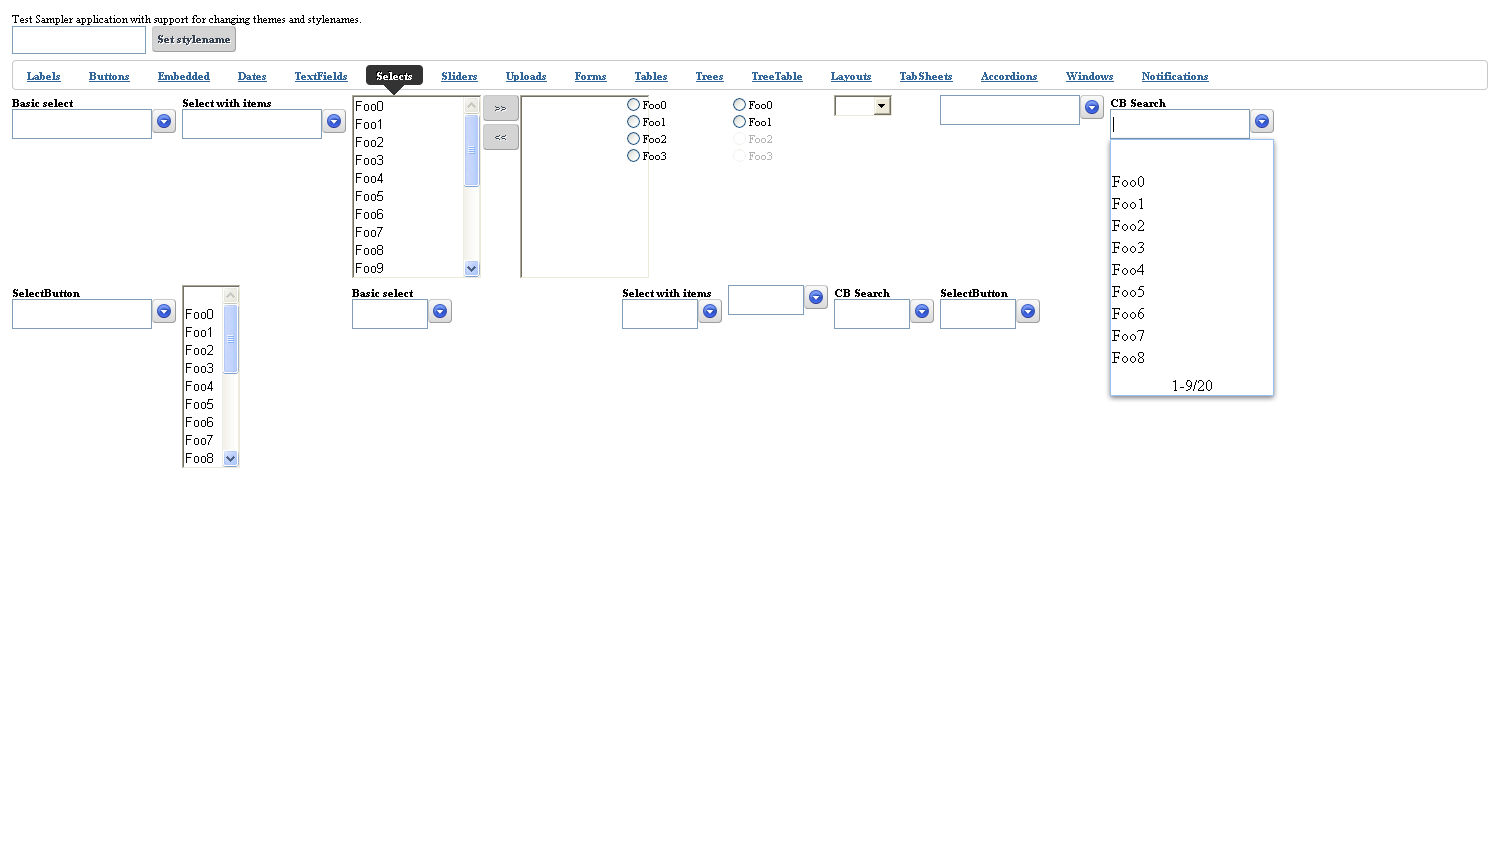 Test Sampler application with support for changing themes and stylenames.
Set stylename
Labels Buttons Embedded Dates TextFields Selects Sliders Uploads Forms Tables Trees TreeTable Layouts TabSheets Accordions Windows Notifications
Basic select
Select with items
Foo0
Foo1
Foo2
Foo3
Foo4
Foo5
Foo6
Foo7
Foo8
Foo9
>>
<<
Foo0
Foo1
Foo2
Foo3
Foo0
Foo1
Foo2
Foo3
CB Search
Foo0
Foo1
Foo2
Foo3
Foo4
Foo5
Foo6
Foo7
Foo8
1-9/20
SelectButton
Foo0
Foo1
Foo2
Foo3
Foo4
Foo5
Foo6
Foo7
Foo8
Basic select
Select with items
CB Search
SelectButton